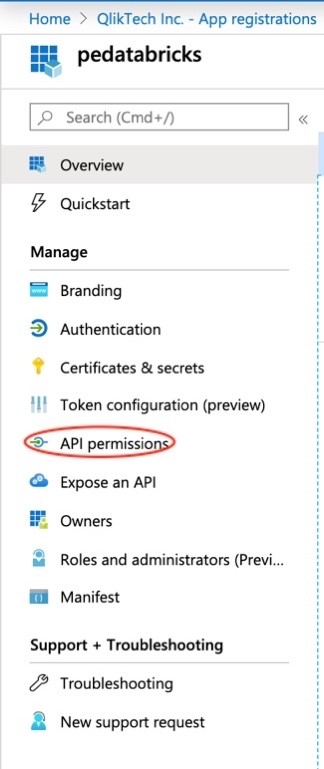 Home > QlikTech Inc. - App registrations
pedatabricks
Search (Cmd+/) «
Overview
Quickstart
Manage
Branding
Authentication
Certificates & secrets
Token configuration (preview)
API permissions
Expose an API
Owners
Roles and administrators (Previ...
Manifest
Support + Troubleshooting
Troubleshooting
New support request